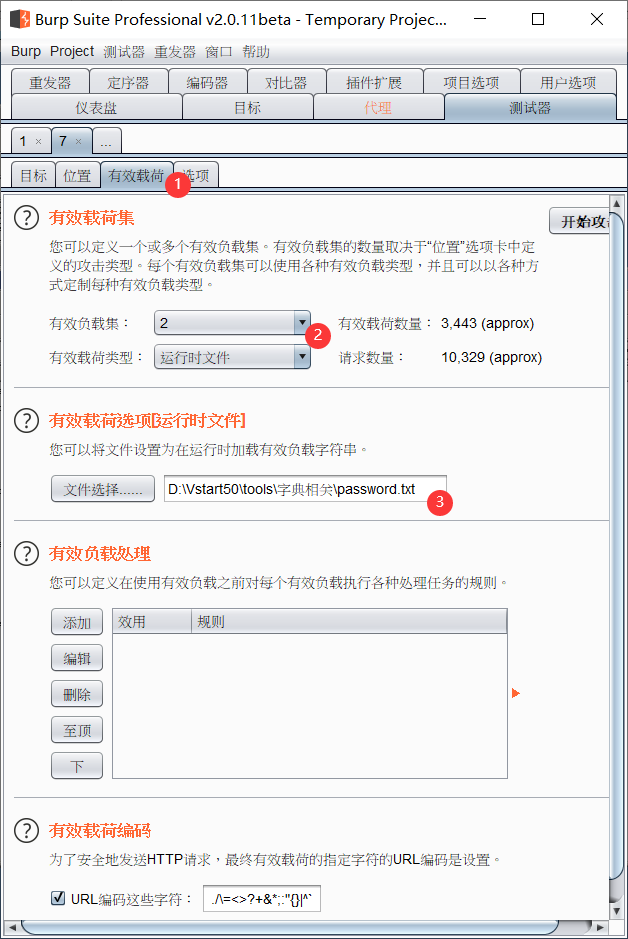 Burp Suite Professional v2.0.11beta - Temporary Projec...
Burp Project 测试器 重发器 窗口 帮助
重发器 定序器 编码器 对比器 插件扩展 项目选项 用户选项
仪表盘 目标 代理 测试器
1 × 7 × ...
目标 位置 有效载荷 选项
1
有效载荷集
开始攻击
您可以定义一个或多个有效负载集。有效负载集的数量取决于“位置”选项卡中定
义的攻击类型。每个有效负载集可以使用各种有效负载类型,并且可以以各种方
式定制每种有效负载类型。
有效负载集: 2 有效载荷数量: 3,443 (approx)
2
有效载荷类型: 运行时文件 请求数量: 10,329 (approx)
有效载荷选项[运行时文件]
您可以将文件设置为在运行时加载有效负载字符串。
文件选择...... D:\Vstart50\tools\字典相关\password.txt
3
有效负载处理
您可以定义在使用有效负载之前对每个有效负载执行各种处理任务的规则。
添加 效用 规则
编辑
删除
至顶
下
有效载荷编码
为了安全地发送HTTP请求,最终有效载荷的指定字符的URL编码是设置。
URL编码这些字符: ./\=<>?+&*;:"{}|^`